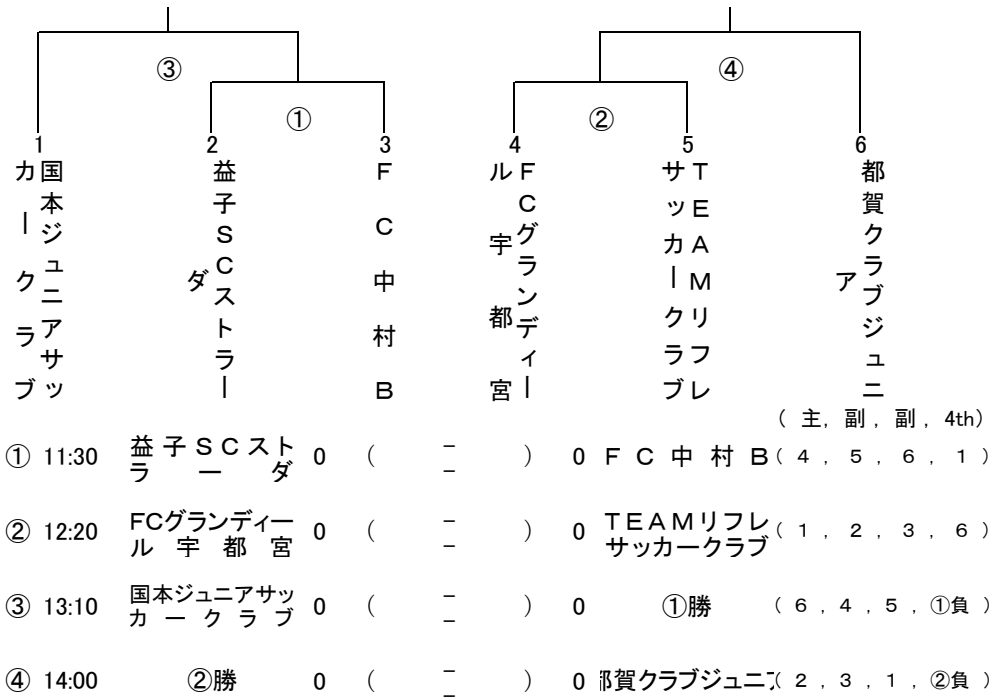 ③ ④
① ②
1 2 3 4 5 6
国本ジュニアサッ
カークラブ
益子SCストラー
ダ
FC中村B
FCグランディー
ル宇都宮
TEAMリフレ
サッカークラブ
都賀クラブジュニ
ア
( 主, 副, 副, 4th)
① 11:30 益子SCスト
ラーダ 0 ( - - ) 0 FC中村B ( 4 , 5 , 6 , 1 )
② 12:20 FCグランディー
ル宇都宮 0 ( - - ) 0 TEAMリフレ
サッカークラブ ( 1 , 2 , 3 , 6 )
③ 13:10 国本ジュニアサッ
カークラブ 0 ( - - ) 0 ①勝 ( 6 , 4 , 5 , ①負 )
④ 14:00 ②勝 0 ( - - ) 0 都賀クラブジュニア ( 2 , 3 , 1 , ②負 )